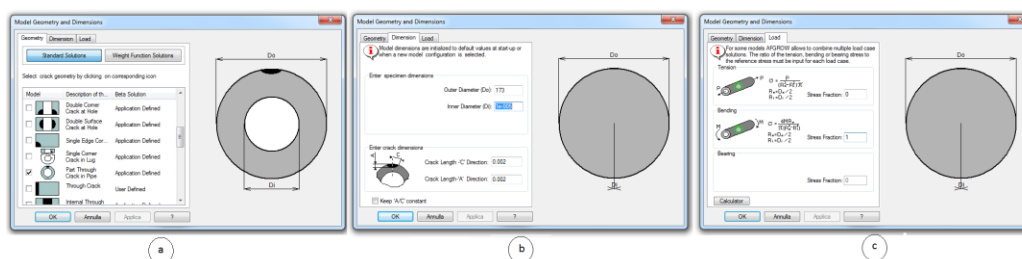 Model Geometry and Dimensions
Geometry Dimension Load
Standard Solutions Weight Function Solutions
Select crack geometry by clicking on corresponding icon
Model Description of th... Beta Solution
Double Corner Crack at Hole Application Defined
Double Surface Crack at Hole Application Defined
Single Edge Cor... Crack Application Defined
Single Corner Crack in Lug Application Defined
Part Through Crack in Pipe Application Defined
Through Crack User Defined
Internal Through
OK Annulla Applica ?
Do
Di
a
Model Geometry and Dimensions
Geometry Dimension Load
Model dimensions are initialized to default values at start-up or
when a new model configuration is selected.
Enter specimen dimensions
Outer Diameter (Do) 173
Inner Diameter (Di)
Enter crack dimensions
Crack Length -C' Direction: 0.002
Crack Length-'A' Direction: 0.002
Keep 'A/C' constant
OK Annulla Applica ?
Do
Di
b
Model Geometry and Dimensions
Geometry Dimension Load
For some models AFGROW allows to combine multiple load case
solutions. The ratio of the tension, bending or bearing stress to
the reference stress must be input for each load case.
Tension
Stress Fraction: 0
Bending
Stress Fraction: 1
Bearing
Stress Fraction: 0
Calculator
OK Annulla Applica ?
Do
Di
c